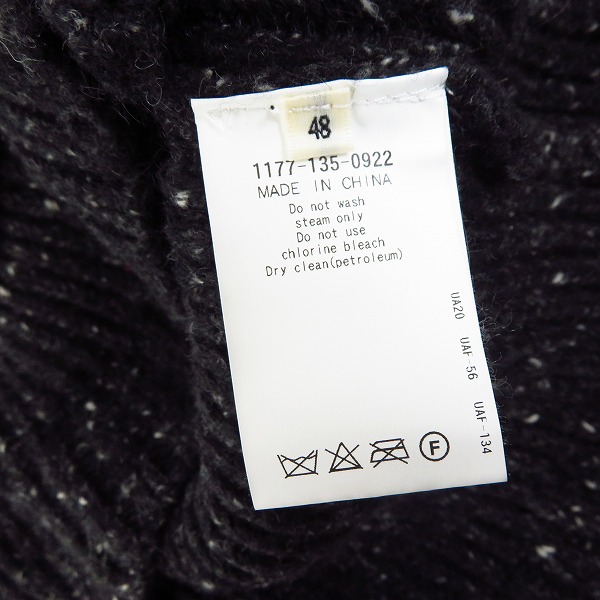 48
1177-135-0922
MADE IN CHINA
Do not wash
steam only
Do not use
chlorine bleach
Dry clean(petroleum)
UA20 UAF-56 UAF-134
F